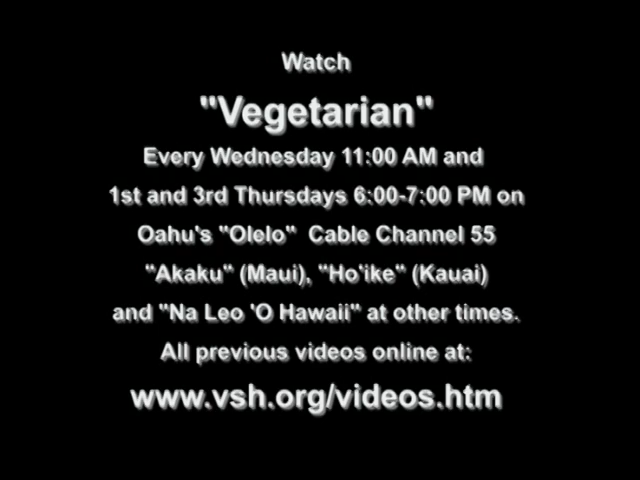 Watch
"Vegetarian"
Every Wednesday 11:00 AM and
1st and 3rd Thursdays 6:00-7:00 PM on
Oahu's "Olelo"  Cable Channel 55
"Akaku" (Maui), "Ho'ike" (Kauai)
and "Na Leo 'O Hawaii" at other times.
All previous videos online at:
www.vsh.org/videos.htm